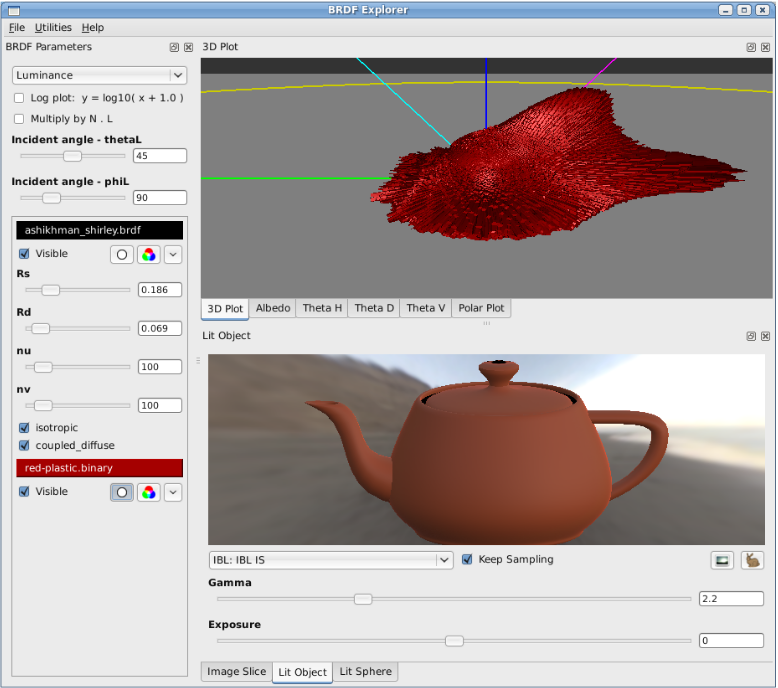 BRDF Explorer
File Utilities Help
BRDF Parameters
Luminance
Log plot: y = log10( x + 1.0 )
Multiply by N . L
Incident angle - thetaL
45
Incident angle - phiL
90
ashikhman_shirley.brdf
Visible
Rs
0.186
Rd
0.069
nu
100
nv
100
isotropic
coupled_diffuse
red-plastic.binary
Visible
3D Plot
3D Plot Albedo Theta H Theta D Theta V Polar Plot
Lit Object
IBL: IBL IS
Keep Sampling
Gamma
2.2
Exposure
0
Image Slice Lit Object Lit Sphere